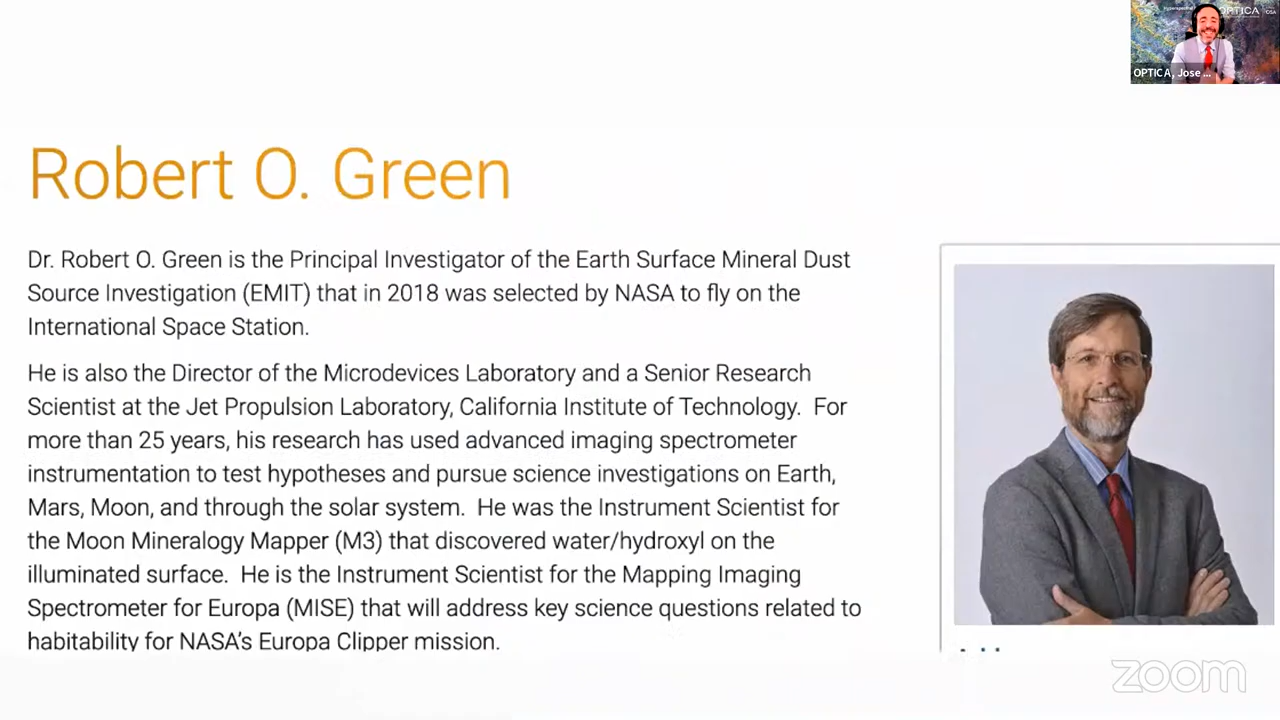 OPTICA
OPTICA, Jose ...
Robert O. Green
Dr. Robert O. Green is the Principal Investigator of the Earth Surface Mineral Dust
Source Investigation (EMIT) that in 2018 was selected by NASA to fly on the
International Space Station.
He is also the Director of the Microdevices Laboratory and a Senior Research
Scientist at the Jet Propulsion Laboratory, California Institute of Technology.  For
more than 25 years, his research has used advanced imaging spectrometer
instrumentation to test hypotheses and pursue science investigations on Earth,
Mars, Moon, and through the solar system.  He was the Instrument Scientist for
the Moon Mineralogy Mapper (M3) that discovered water/hydroxyl on the
illuminated surface.  He is the Instrument Scientist for the Mapping Imaging
Spectrometer for Europa (MISE) that will address key science questions related to
habitability for NASA's Europa Clipper mission.
zoom